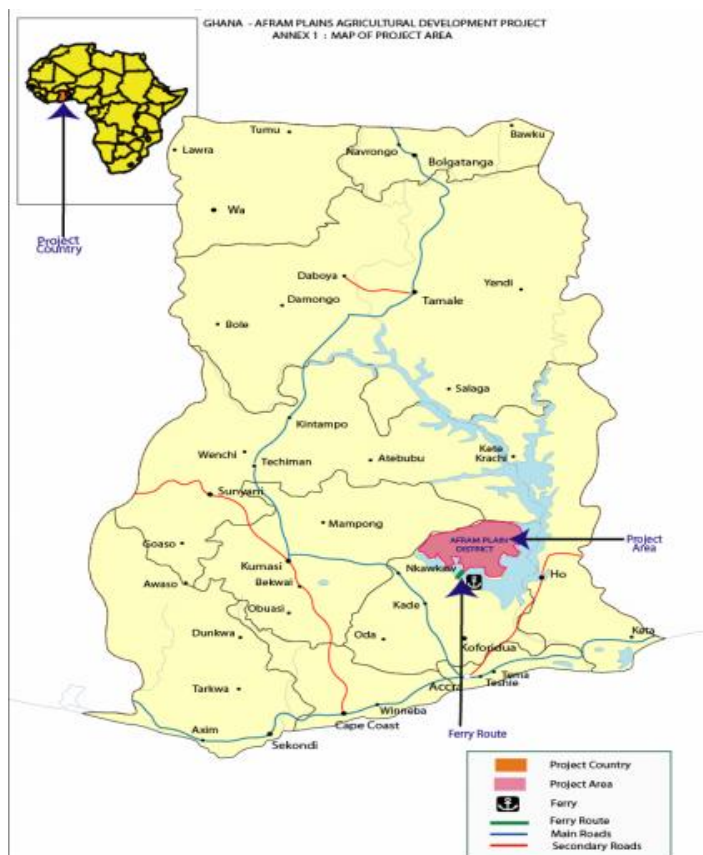 GHANA - AFRAM PLAINS AGRICULTURAL DEVELOPMENT PROJECT
ANNEX 1 : MAP OF PROJECT AREA
Project
Country
Tumu
Lawra
Navrongo
Bolgatanga
Bawku
Wa
Daboya
Damongo
Tamale
Yendi
Bole
Salaga
Kintampo
Wenchi
Techiman
Atebubu
Kete
Krachi
Sunyani
Mampong
AFRAM PLAIN
DISTRICT
Project
Area
Goaso
Kumasi
Nkawkaw
Ho
Awaso
Bekwai
Obuasi
Kade
Dunkwa
Oda
Koforidua
Keta
Tarkwa
Accra
Tema
Teshie
Winneba
Axim
Cape Coast
Sekondi
Ferry Route
Project Country
Project Area
Ferry
Ferry Route
Main Roads
Secondary Roads